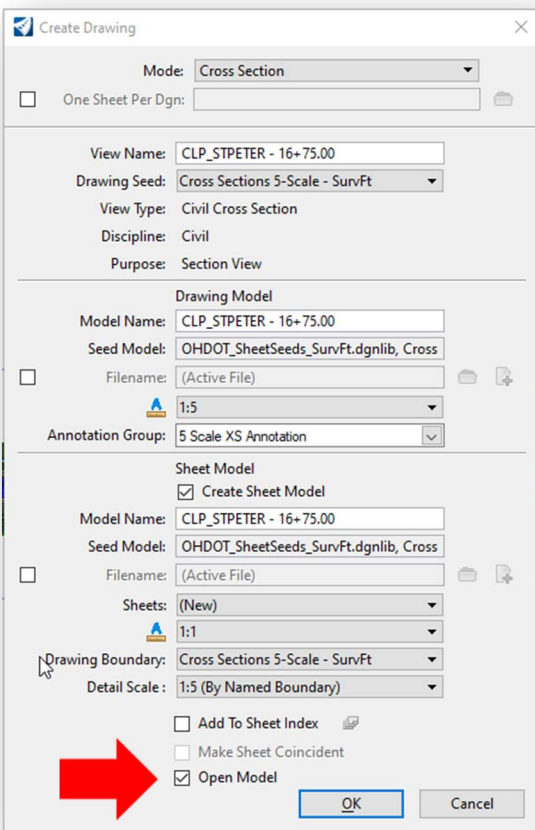 Create Drawing
Mode: Cross Section
One Sheet Per Dgn:
View Name: CLP_STPETER - 16+75.00
Drawing Seed: Cross Sections 5-Scale - SurvFt
View Type: Civil Cross Section
Discipline: Civil
Purpose: Section View
Drawing Model
Model Name: CLP_STPETER - 16+75.00
Seed Model: OHDOT_SheetSeeds_SurvFt.dgnlib, Cross
Filename: (Active File)
A 1:5
Annotation Group: 5 Scale XS Annotation
Sheet Model
Create Sheet Model
Model Name: CLP_STPETER - 16+75.00
Seed Model: OHDOT_SheetSeeds_SurvFt.dgnlib, Cross
Filename: (Active File)
Sheets: (New)
A 1:1
Drawing Boundary: Cross Sections 5-Scale - SurvFt
Detail Scale : 1:5 (By Named Boundary)
Add To Sheet Index
Make Sheet Coincident
Open Model
OK Cancel